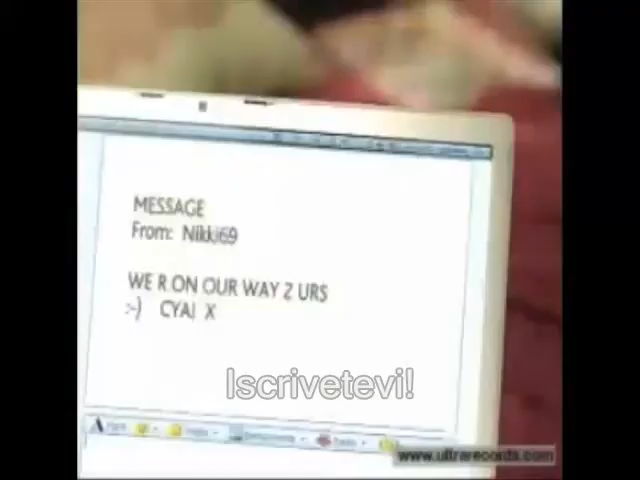 MESSAGE
From: Nikki69
WE R ON OUR WAY 2 URS
:-) CYA! X
Iscrivetevi!
www.ultrarecords.com